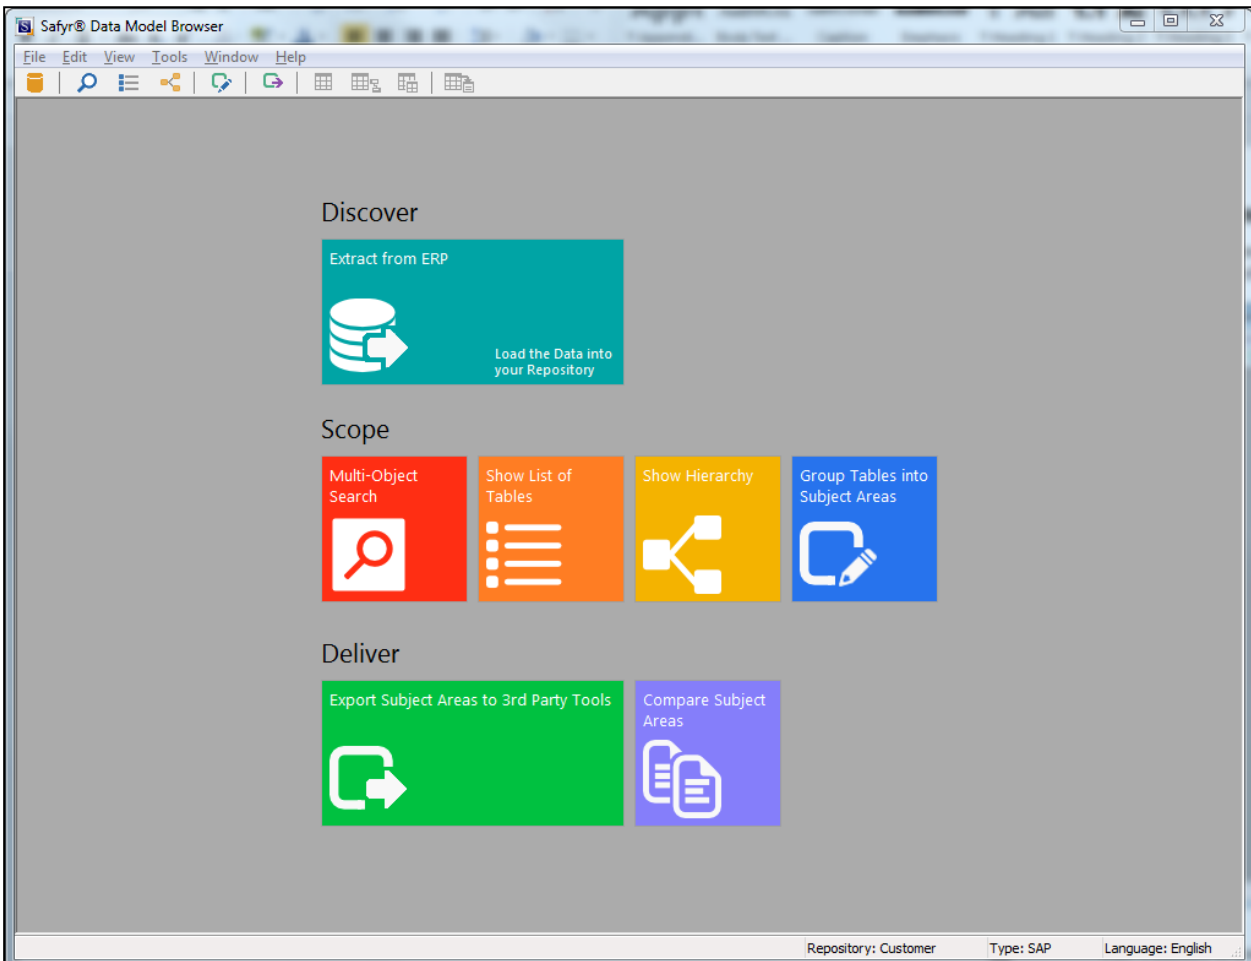 Safyr® Data Model Browser
File Edit View Tools Window Help
Discover
Extract from ERP
Load the Data into
your Repository
Scope
Multi-Object
Search
Show List of
Tables
Show Hierarchy
Group Tables into
Subject Areas
Deliver
Export Subject Areas to 3rd Party Tools
Compare Subject
Areas
Repository: Customer Type: SAP Language: English